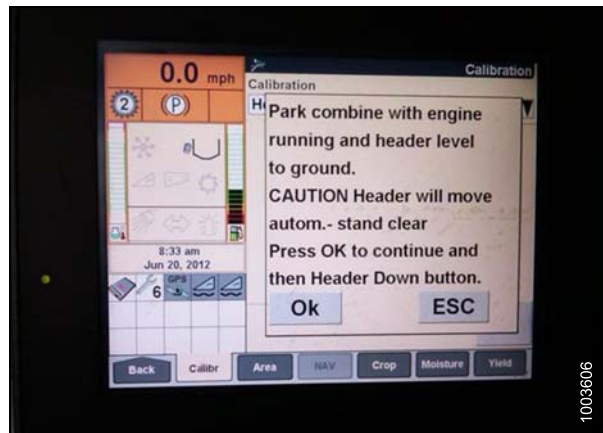 0.0 mph
Calibration
Calibration
2
P
He
Park combine with engine
running and header level
to ground.
CAUTION Header will move
autom.- stand clear
Press OK to continue and
then Header Down button.
Ok
ESC
8:33 am
Jun 20, 2012
6
GPS
Back
Calibr
Area
NAV
Crop
Moisture
Yield
1003606